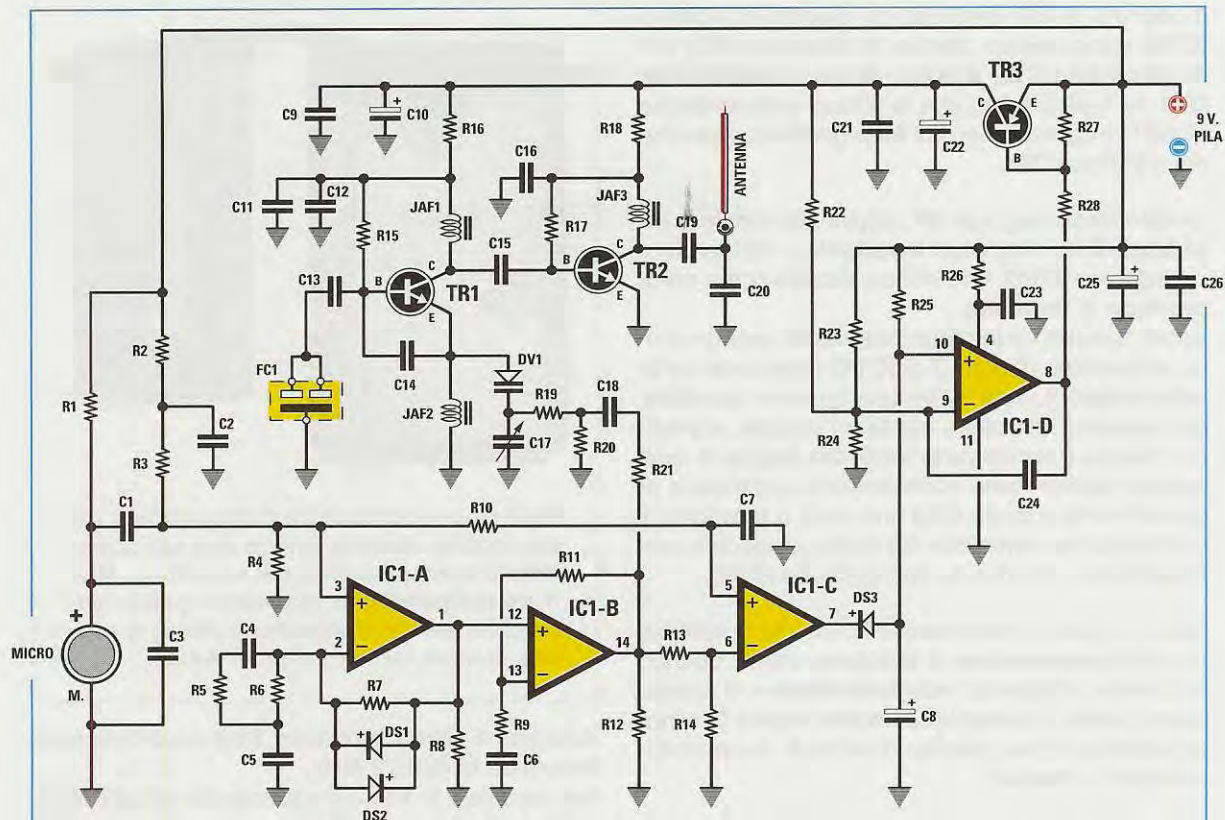 TR3
C9
C10
R16
R18
C21
C22
C
E
B
R27
9 V.
PILA
R28
C16
ANTENNA
C11
C12
R15
JAF1
R17
JAF3
C19
C15
C
B
E
TR2
C20
C13
B
C
E
TR1
R22
R26
C23
C25
C26
R25
R23
R2
R1
FC1
C14
DV1
R19
C18
10
+
4
8
9
−
IC1-D
11
R24
C24
C2
R3
JAF2
C17
R20
R21
C1
R10
C7
R4
IC1-A
R11
IC1-B
IC1-C
3
+
1
2
−
12
+
14
13
−
R13
5
+
7
6
−
DS3
+
MICRO
M.
+
C3
C4
R5
R6
R7
DS1
+
DS2
+
R8
R9
C6
R12
R14
C8
+
C5